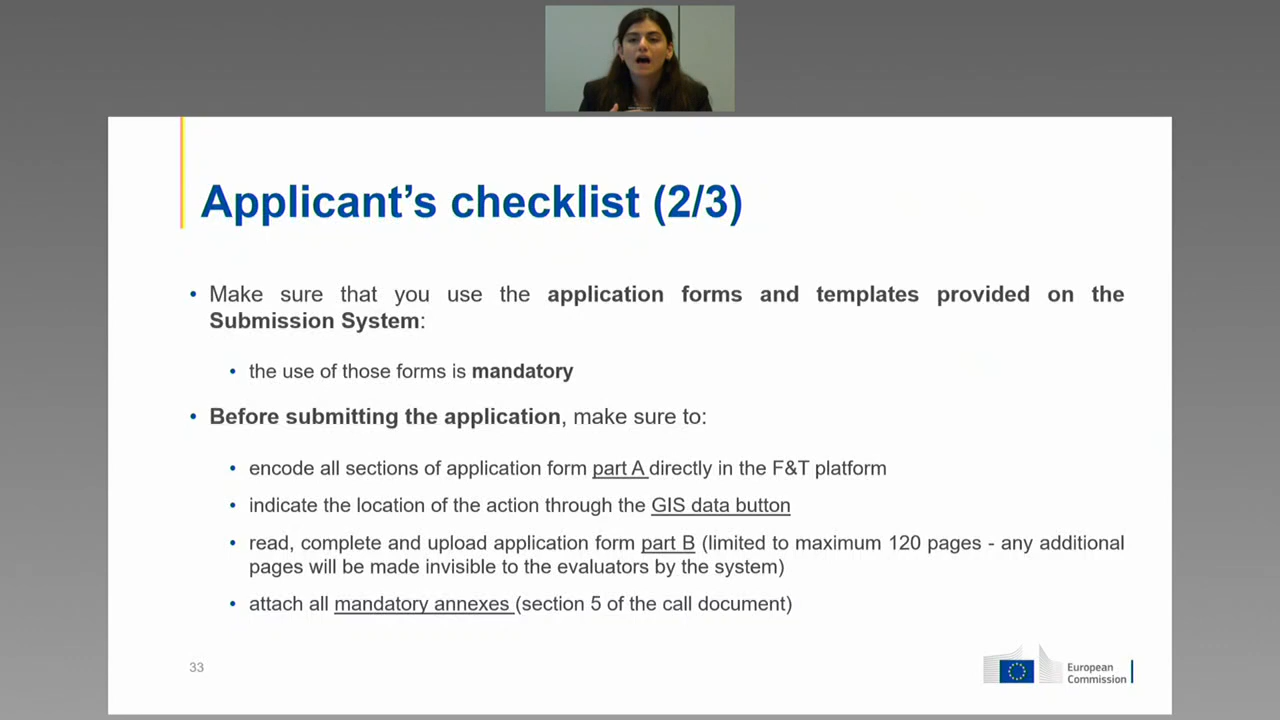 Applicant’s checklist (2/3)
• Make sure that you use the application forms and templates provided on the
Submission System:
• the use of those forms is mandatory
• Before submitting the application, make sure to:
• encode all sections of application form part A directly in the F&T platform
• indicate the location of the action through the GIS data button
• read, complete and upload application form part B (limited to maximum 120 pages - any additional
pages will be made invisible to the evaluators by the system)
• attach all mandatory annexes (section 5 of the call document)
33
European
Commission